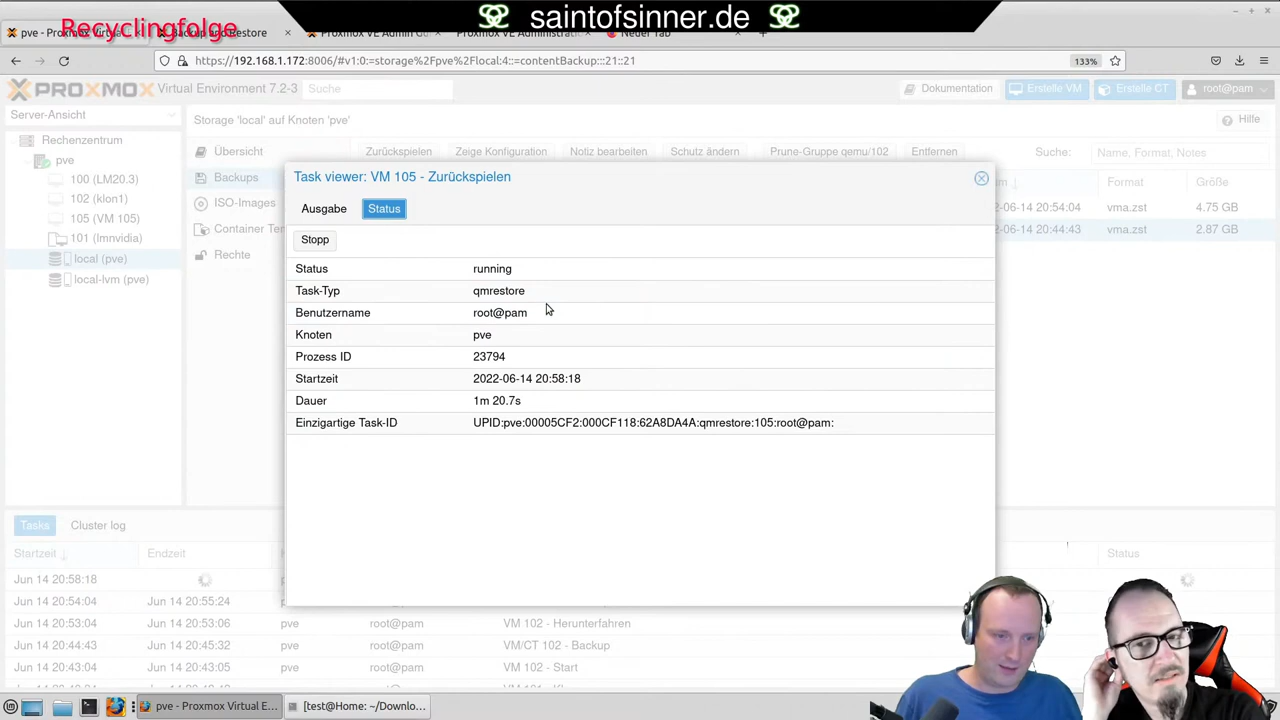 saintofsinner.de
Recyclingfolge
pve - Proxmox Virtual
Backup and Restore
Proxmox VE Admin Gu
Proxmox VE Administrati
Neuer Tab
https://192.168.1.172:8006/#v1:0:=storage%2Fpve%2Flocal:4::=contentBackup:::21::21
133%
PROXMOX Virtual Environment 7.2-3
Suche
Dokumentation
Erstelle VM
Erstelle CT
root@pam
Server-Ansicht
Storage 'local' auf Knoten 'pve'
Hilfe
Rechenzentrum
pve
100 (LM20.3)
102 (klon1)
105 (VM 105)
101 (lmnvidia)
local (pve)
local-lvm (pve)
Übersicht
Backups
ISO-Images
Container Tem
Rechte
Zurückspielen
Zeige Konfiguration
Notiz bearbeiten
Schutz ändern
Prune-Gruppe qemu/102
Entfernen
Suche:
Name, Format, Notes
Format
Größe
-06-14 20:54:04
vma.zst
4.75 GB
-06-14 20:44:43
vma.zst
2.87 GB
Task viewer: VM 105 - Zurückspielen
Ausgabe
Status
Stopp
Status running
Task-Typ qmrestore
Benutzername root@pam
Knoten pve
Prozess ID 23794
Startzeit 2022-06-14 20:58:18
Dauer 1m 20.7s
Einzigartige Task-ID UPID:pve:00005CF2:000CF118:62A8DA4A:qmrestore:105:root@pam:
Tasks
Cluster log
Startzeit
Endzeit
Status
Jun 14 20:58:18
Jun 14 20:54:04 Jun 14 20:55:24
Jun 14 20:53:04 Jun 14 20:53:06 pve root@pam VM 102 - Herunterfahren
Jun 14 20:44:43 Jun 14 20:45:32 pve root@pam VM/CT 102 - Backup
Jun 14 20:43:04 Jun 14 20:43:05 pve root@pam VM 102 - Start
pve - Proxmox Virtual E...
[test@Home: ~/Downlo...